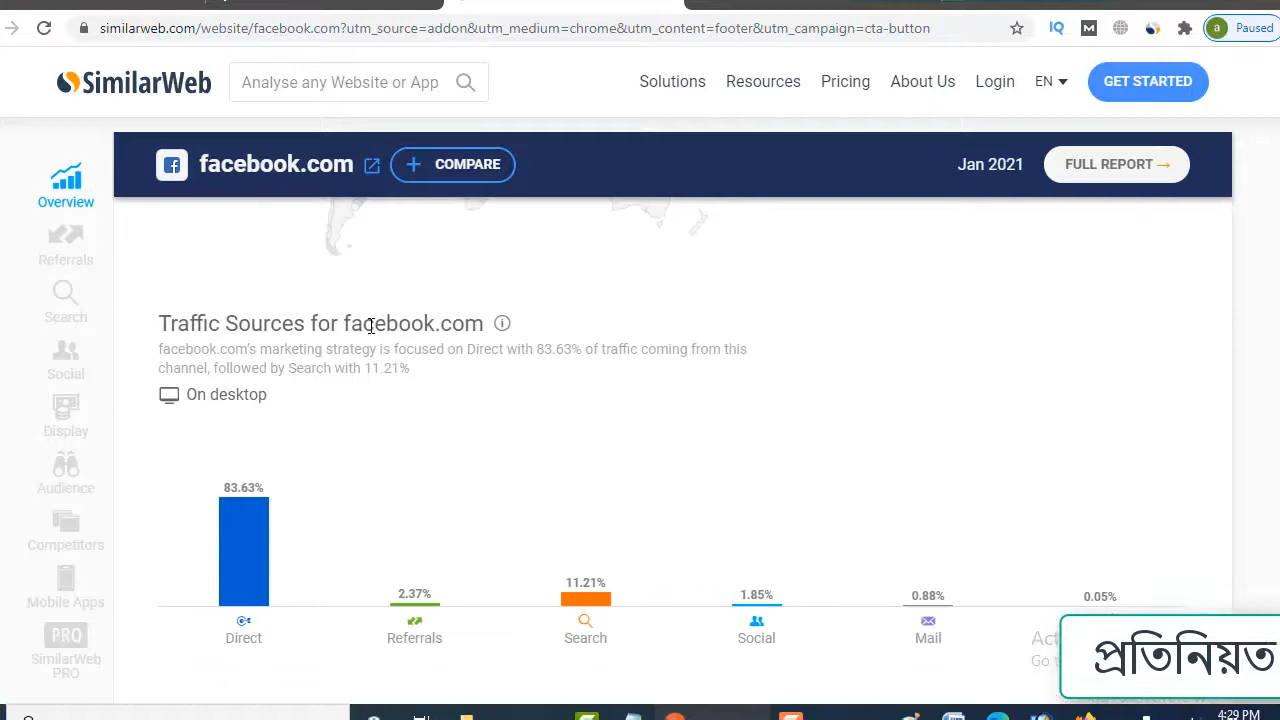 similarweb.com/website/facebook.com?utm_source=addon&utm_medium=chrome&utm_content=footer&utm_campaign=cta-button
IQ
M
a
Paused
SimilarWeb
Analyse any Website or App
Solutions
Resources
Pricing
About Us
Login
EN
GET STARTED
facebook.com
+ COMPARE
Jan 2021
FULL REPORT →
Overview
Referrals
Search
Social
Display
Audience
Competitors
Mobile Apps
PRO
SimilarWeb
PRO
Traffic Sources for facebook.com
facebook.com's marketing strategy is focused on Direct with 83.63% of traffic coming from this
channel, followed by Search with 11.21%
On desktop
83.63%
2.37%
11.21%
1.85%
0.88%
0.05%
Direct
Referrals
Search
Social
Mail
প্রতিনিয়ত
4:29 PM